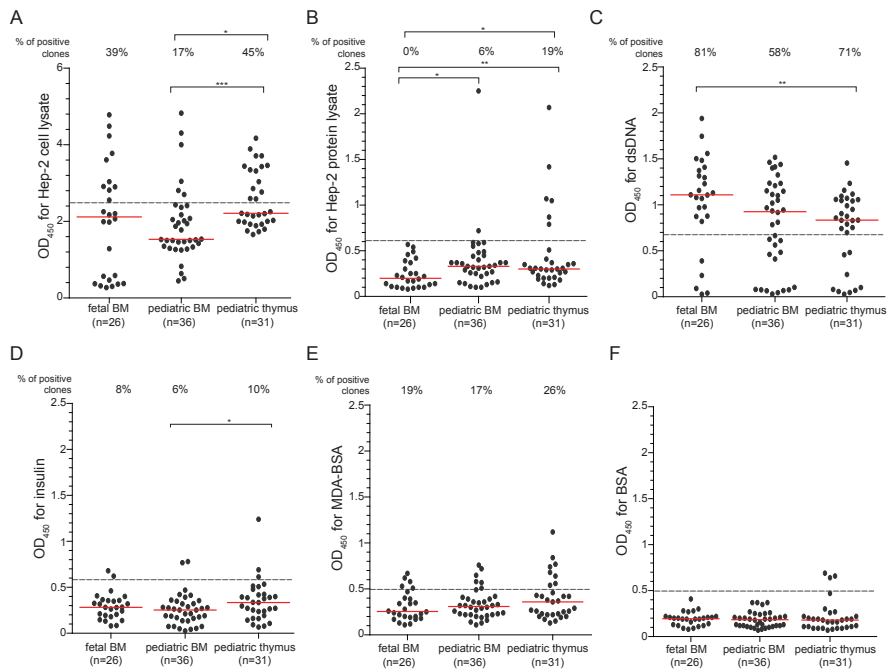 A
% of positive clones 39% 17% 45%
*
***
OD450 for Hep-2 cell lysate
6
4
2
0
fetal BM (n=26)
pediatric BM (n=36)
pediatric thymus (n=31)
B
% of positive clones 0% 6% 19%
*
**
*
OD450 for Hep-2 protein lysate
2.5
2
1.5
1
0.5
0
fetal BM (n=26)
pediatric BM (n=36)
pediatric thymus (n=31)
C
% of positive clones 81% 58% 71%
**
OD450 for dsDNA
2.5
2
1.5
1
0.5
0
fetal BM (n=26)
pediatric BM (n=36)
pediatric thymus (n=31)
D
% of positive clones 8% 6% 10%
*
OD450 for insulin
2.5
2
1.5
1
0.5
0
fetal BM (n=26)
pediatric BM (n=36)
pediatric thymus (n=31)
E
% of positive clones 19% 17% 26%
OD450 for MDA-BSA
2.5
2
1.5
1
0.5
0
fetal BM (n=26)
pediatric BM (n=36)
pediatric thymus (n=31)
F
OD450 for BSA
2.5
2
1.5
1
0.5
0
fetal BM (n=26)
pediatric BM (n=36)
pediatric thymus (n=31)